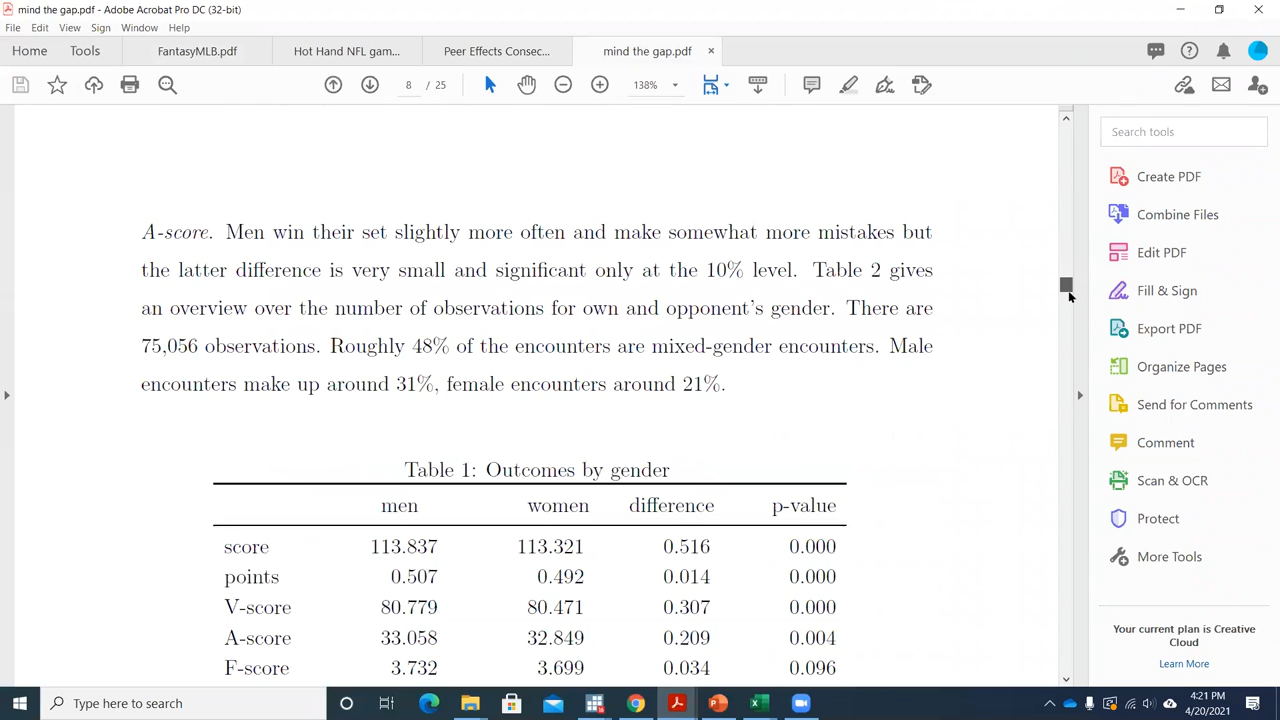 mind the gap.pdf - Adobe Acrobat Pro DC (32-bit)
File Edit View Sign Window Help
Home Tools FantasyMLB.pdf Hot Hand NFL gam... Peer Effects Consec... mind the gap.pdf ×
8 / 25 138%
Search tools
Create PDF
Combine Files
Edit PDF
Fill & Sign
Export PDF
Organize Pages
Send for Comments
Comment
Scan & OCR
Protect
More Tools
Your current plan is Creative
Cloud
Learn More
A-score. Men win their set slightly more often and make somewhat more mistakes but
the latter difference is very small and significant only at the 10% level. Table 2 gives
an overview over the number of observations for own and opponent's gender. There are
75,056 observations. Roughly 48% of the encounters are mixed-gender encounters. Male
encounters make up around 31%, female encounters around 21%.
Table 1: Outcomes by gender
men women difference p-value
score 113.837 113.321 0.516 0.000
points 0.507 0.492 0.014 0.000
V-score 80.779 80.471 0.307 0.000
A-score 33.058 32.849 0.209 0.004
F-score 3.732 3.699 0.034 0.096
Type here to search
4:21 PM
4/20/2021